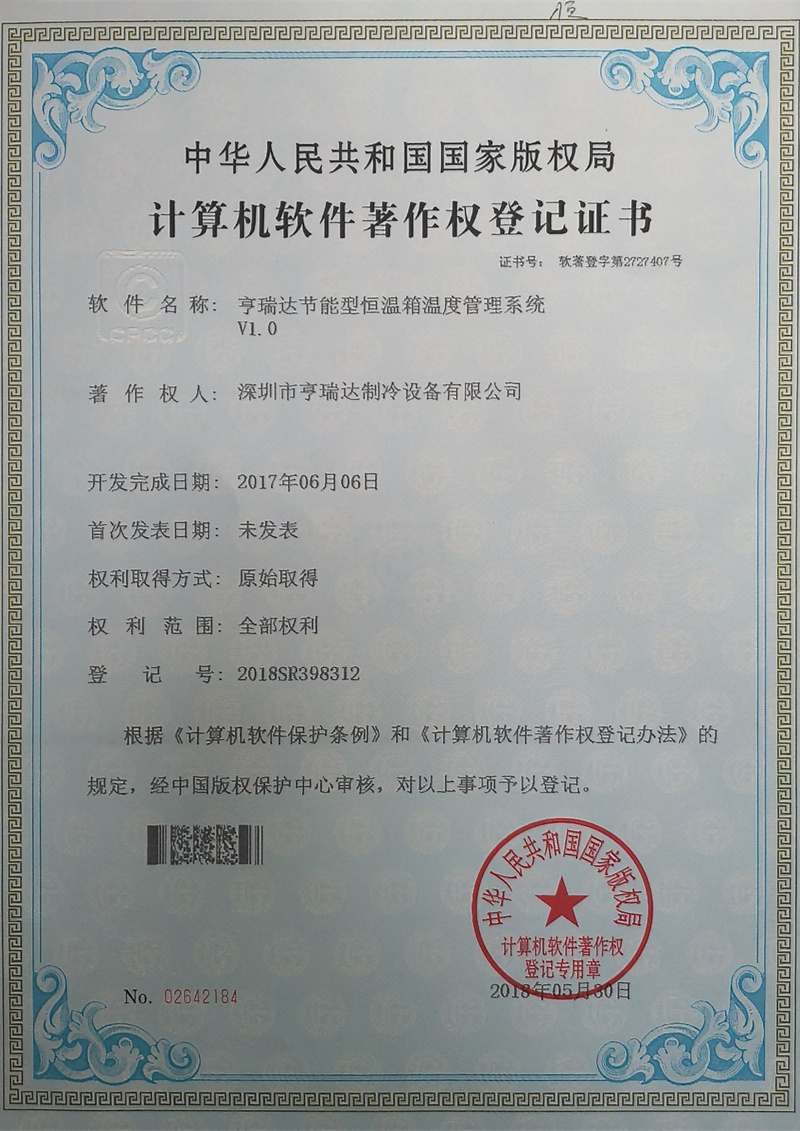 恒
中华人民共和国国家版权局
计算机软件著作权登记证书
证书号: 软著登字第2727407号
CPCC
软件名称: 亨瑞达节能型恒温箱温度管理系统
V1.0
著作权人: 深圳市亨瑞达制冷设备有限公司
开发完成日期: 2017年06月06日
首次发表日期: 未发表
权利取得方式: 原始取得
权利范围: 全部权利
登记号: 2018SR398312
根据《计算机软件保护条例》和《计算机软件著作权登记办法》的
规定，经中国版权保护中心审核，对以上事项予以登记。
中华人民共和国国家版权局
计算机软件著作权
登记专用章
No. 02642184
2018年05月30日